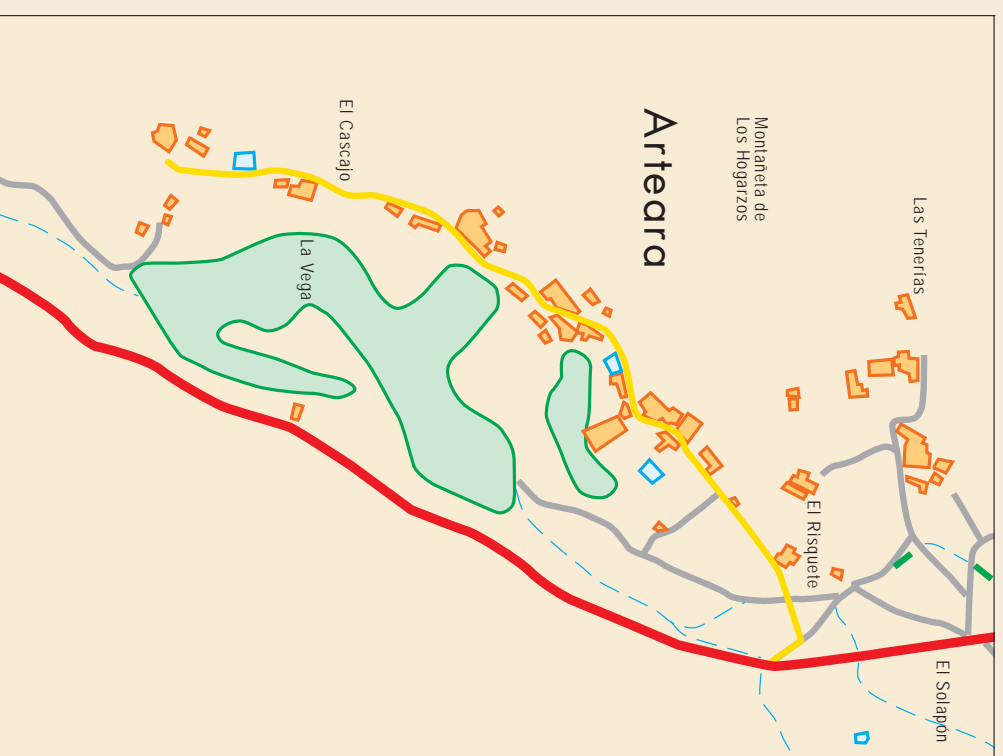 Las Tenerías
Montañeta de
Los Hogarzos
Arteara
El Cascajo
La Vega
El Risquete
El Solapón